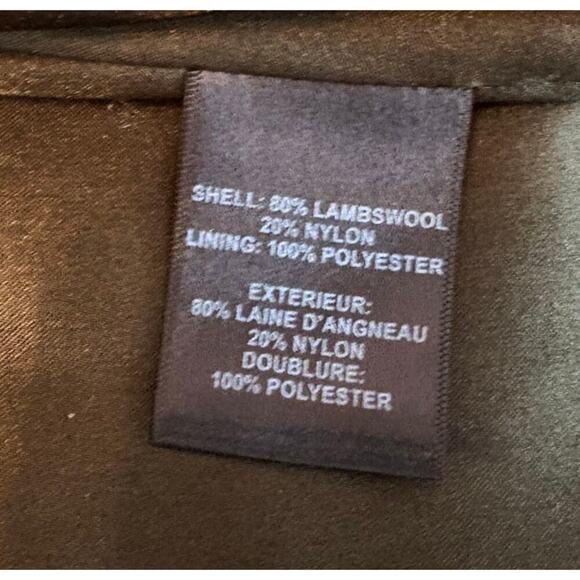 SHELL: 80% LAMBSWOOL
20% NYLON
LINING: 100% POLYESTER
EXTERIEUR:
80% LAINE D'ANGNEAU
20% NYLON
DOUBLURE:
100% POLYESTER